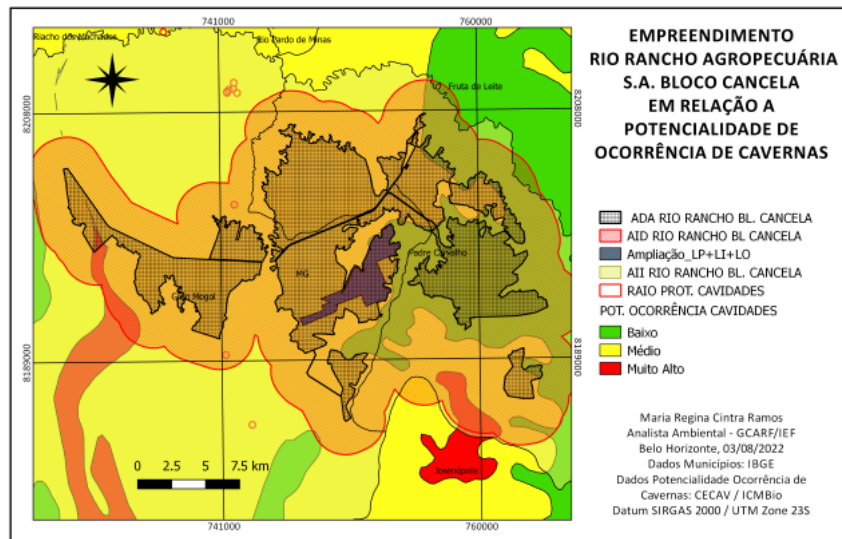 741000
760000
Riacho dos Machados
Rio Pardo de Minas
Fruta de Leite
8208000
8208000
Padre Carvalho
MG
Grão Mogol
8189000
8189000
Josenópolis
0 2.5 5 7.5 km
741000
760000
EMPREENDIMENTO
RIO RANCHO AGROPECUÁRIA
S.A. BLOCO CANCELA
EM RELAÇÃO A
POTENCIALIDADE DE
OCORRÊNCIA DE CAVERNAS
ADA RIO RANCHO BL. CANCELA
AID RIO RANCHO BL CANCELA
Ampliação_LP+LI+LO
AII RIO RANCHO BL. CANCELA
RAIO PROT. CAVIDADES
POT. OCORRÊNCIA CAVIDADES
Baixo
Médio
Muito Alto
Maria Regina Cintra Ramos
Analista Ambiental - GCARF/IEF
Belo Horizonte, 03/08/2022
Dados Municípios: IBGE
Dados Potencialidade Ocorrência de
Cavernas: CECAV / ICMBio
Datum SIRGAS 2000 / UTM Zone 23S